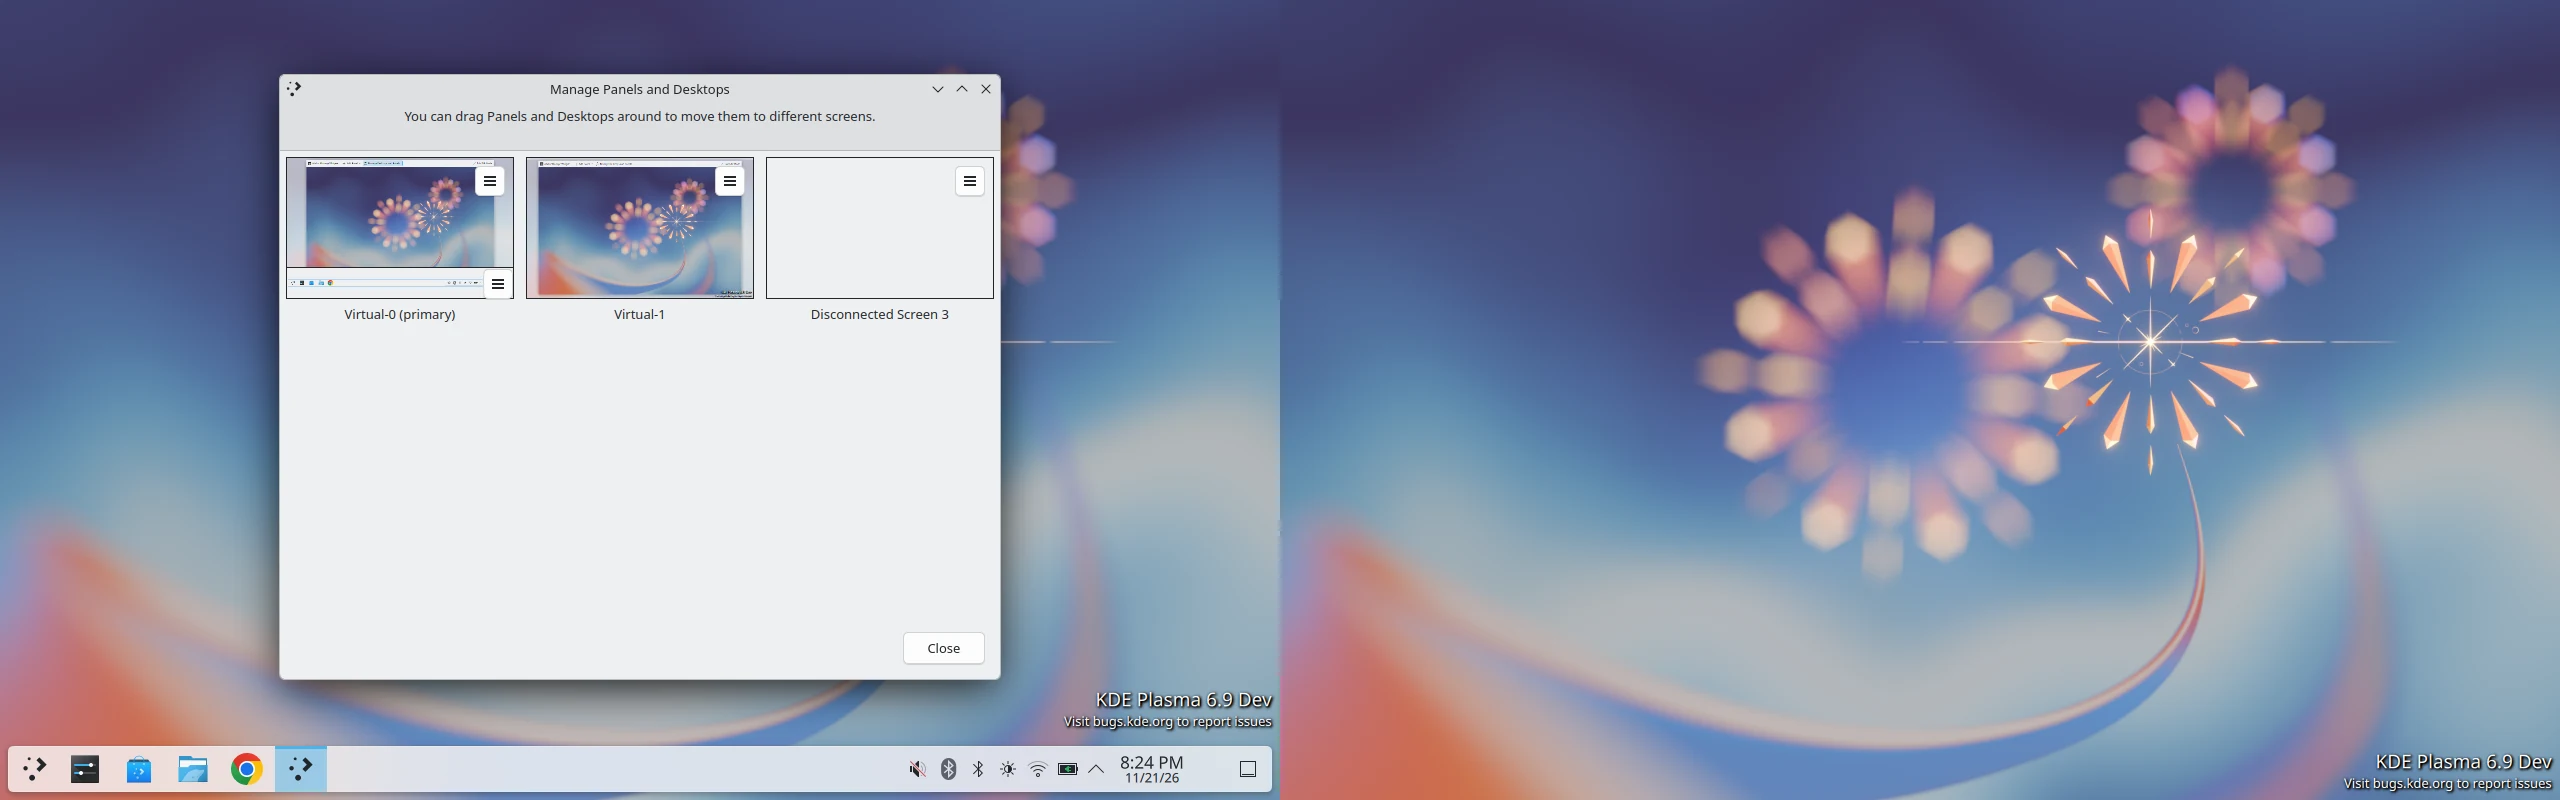 Manage Panels and Desktops
You can drag Panels and Desktops around to move them to different screens.
Virtual-0 (primary)
Virtual-1
Disconnected Screen 3
Close
KDE Plasma 6.9 Dev
Visit bugs.kde.org to report issues
8:24 PM
11/21/26
KDE Plasma 6.9 Dev
Visit bugs.kde.org to report issues